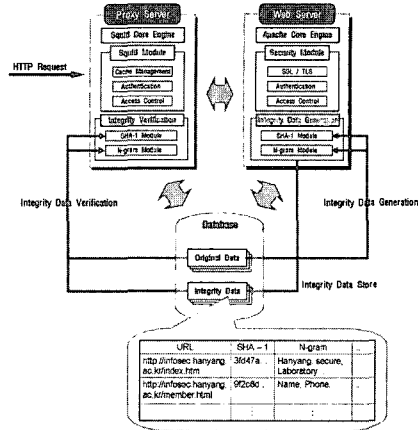 Proxy Server
Squid Core Engine
Squid Module
Cache Management
Authentication
Access Control
Integrity Verification
SHA-1 Module
N-gram Module
Web Server
Apache Core Engine
Security Module
SSL / TLS
Authentication
Access Control
Integrity Data Generation
SHA-1 Module
N-gram Module
HTTP Request
Integrity Data Verification
Integrity Data Generation
Database
Original Data
Integrity Data
Integrity Data Store
URL SHA - 1 N-gram ..
http://infosec.hanyang.ac.kr/index.htm 3fd47a.. Hanyang, secure, Laboratory ..
http://infosec.hanyang.ac.kr/member.html 9f2c8d.. Name, Phone.
: : :